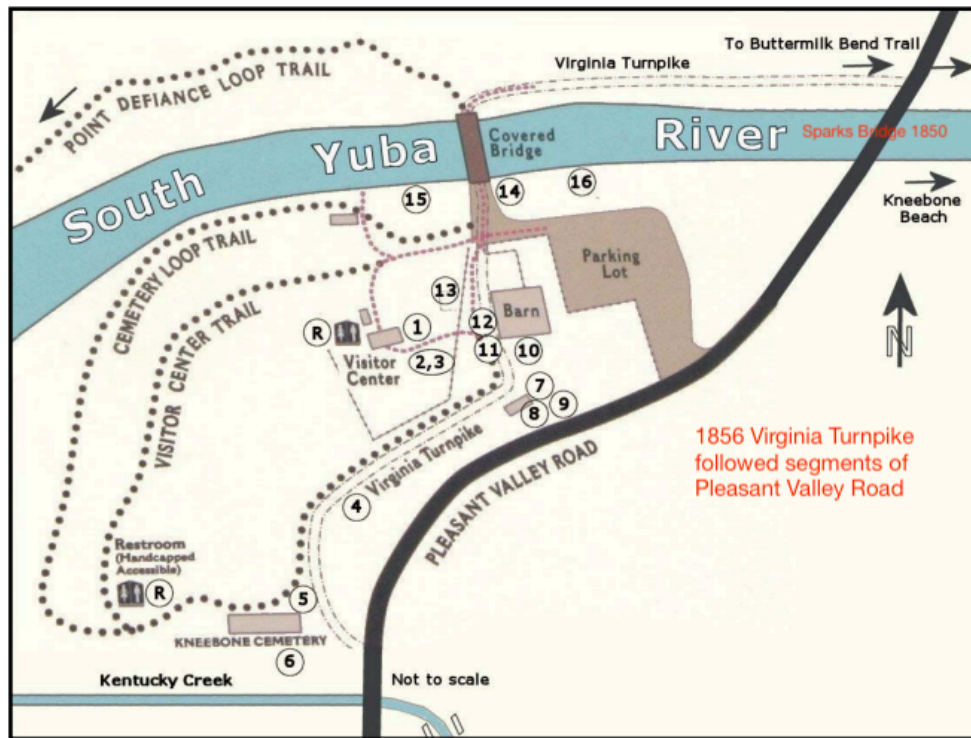 To Buttermilk Bend Trail
Virginia Turnpike
POINT DEFIANCE LOOP TRAIL
Covered
Bridge
South Yuba River
Sparks Bridge 1850
Kneebone
Beach
15
14
16
CEMETERY LOOP TRAIL
VISITOR CENTER TRAIL
Parking
Lot
13
Barn
N
R
1
12
Visitor
Center
2,3
11
10
7
8
9
1856 Virginia Turnpike
followed segments of
Pleasant Valley Road
Virginia Turnpike
PLEASANT VALLEY ROAD
4
Restroom
(Handcapped
Accessible)
R
5
KNEEBONE CEMETERY
6
Kentucky Creek
Not to scale